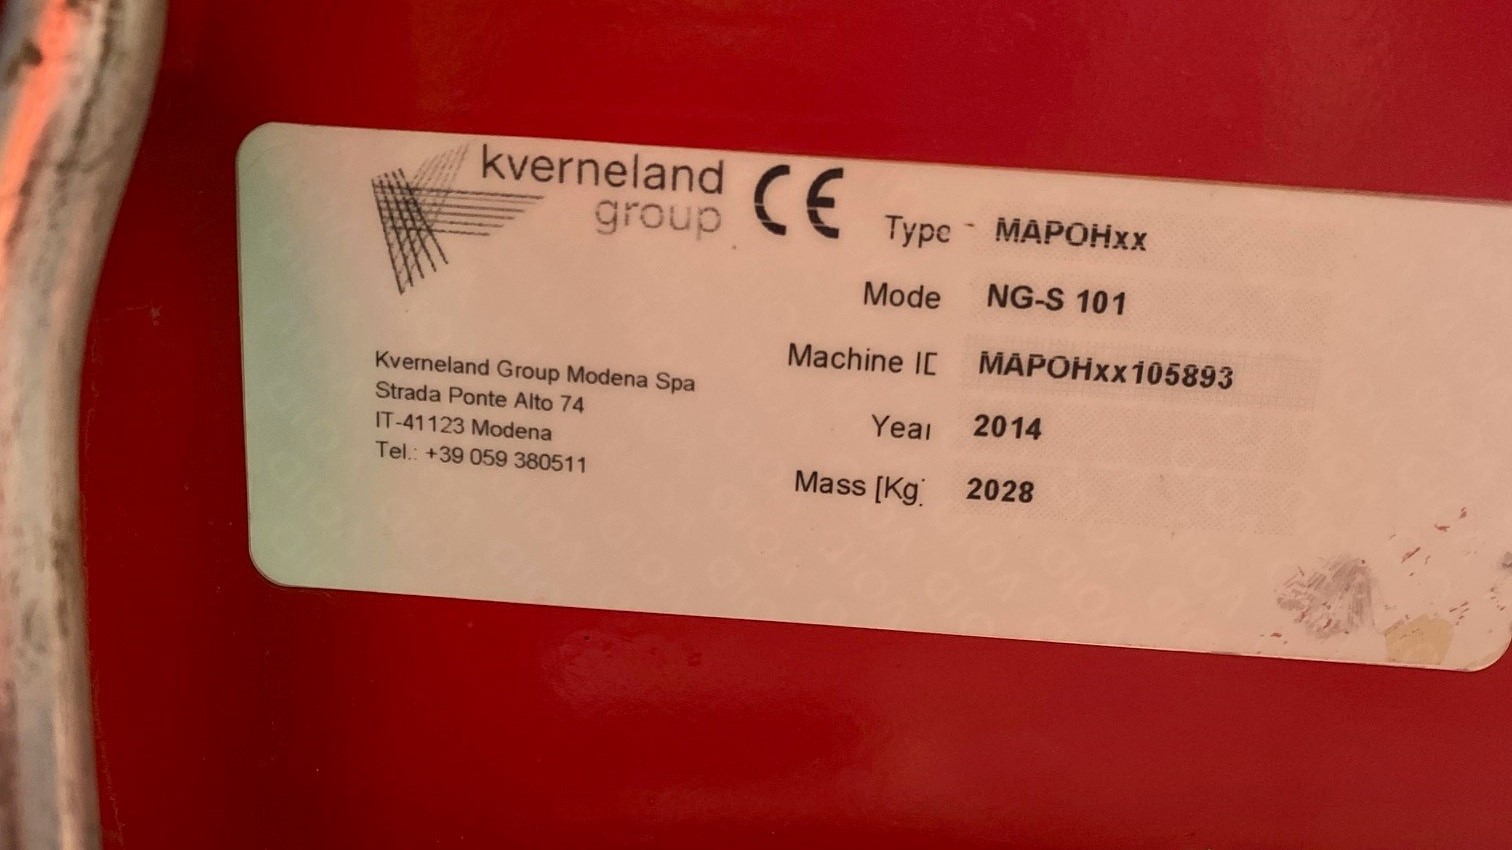 kverneland
group
CE
Type MAPOHxx
Mode NG-S 101
Machine ID MAPOHxx105893
Year 2014
Mass [Kg] 2028
Kverneland Group Modena Spa
Strada Ponte Alto 74
IT-41123 Modena
Tel.: +39 059 380511